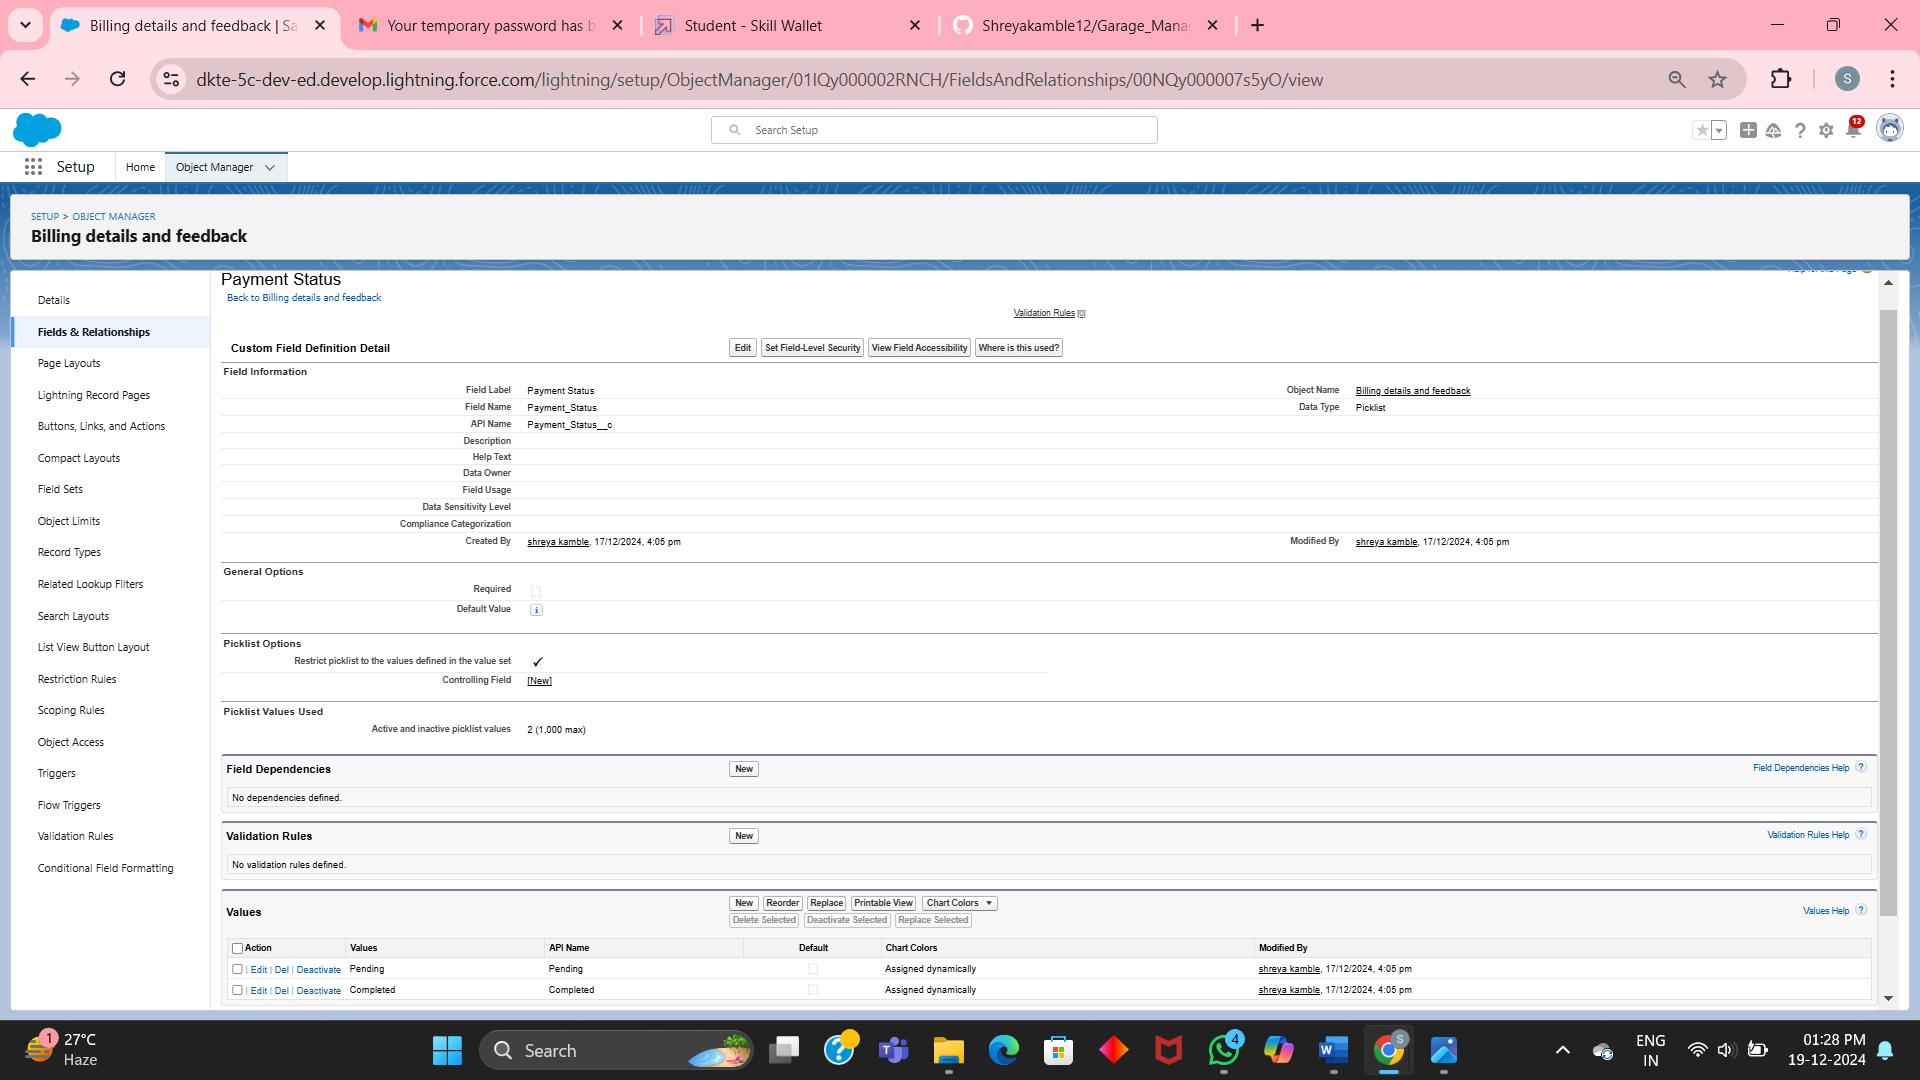 Billing details and feedback | Sa
Your temporary password has b
Student - Skill Wallet
Shreyakamble12/Garage_Mana
dkte-5c-dev-ed.develop.lightning.force.com/lightning/setup/ObjectManager/01IQy000002RNCH/FieldsAndRelationships/00NQy000007s5yO/view
S
Search Setup
12
Setup
Home
Object Manager
SETUP > OBJECT MANAGER
Billing details and feedback
Details
Fields & Relationships
Page Layouts
Lightning Record Pages
Buttons, Links, and Actions
Compact Layouts
Field Sets
Object Limits
Record Types
Related Lookup Filters
Search Layouts
List View Button Layout
Restriction Rules
Scoping Rules
Object Access
Triggers
Flow Triggers
Validation Rules
Conditional Field Formatting
Payment Status
Back to Billing details and feedback
Validation Rules [0]
Custom Field Definition Detail
Edit Set Field-Level Security View Field Accessibility Where is this used?
Field Information
Field Label Payment Status Object Name Billing details and feedback
Field Name Payment_Status Data Type Picklist
API Name Payment_Status__c
Description
Help Text
Data Owner
Field Usage
Data Sensitivity Level
Compliance Categorization
Created By shreya kamble, 17/12/2024, 4:05 pm Modified By shreya kamble, 17/12/2024, 4:05 pm
General Options
Required
Default Value
Picklist Options
Restrict picklist to the values defined in the value set
Controlling Field [New]
Picklist Values Used
Active and inactive picklist values 2 (1,000 max)
Field Dependencies New Field Dependencies Help ?
No dependencies defined.
Validation Rules New Validation Rules Help ?
No validation rules defined.
Values New Reorder Replace Printable View Chart Colors Values Help ?
Delete Selected Deactivate Selected Replace Selected
Action Values API Name Default Chart Colors Modified By
| Edit | Del | Deactivate Pending Pending Assigned dynamically shreya kamble, 17/12/2024, 4:05 pm
| Edit | Del | Deactivate Completed Completed Assigned dynamically shreya kamble, 17/12/2024, 4:05 pm
1
27°C
Haze
Search
4
S
ENG
IN
01:28 PM
19-12-2024